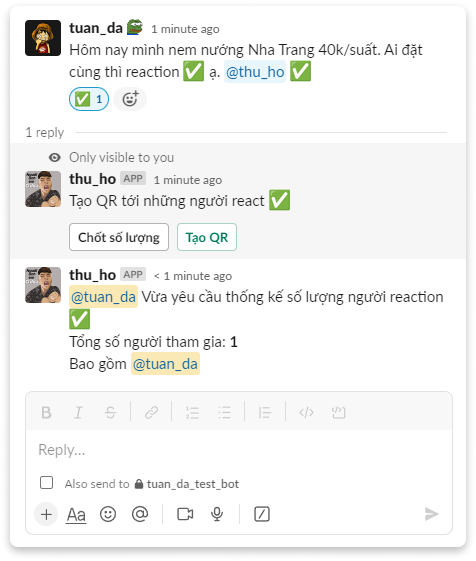 tuan_da 1 minute ago
Hôm nay mình nem nướng Nha Trang 40k/suất. Ai đặt
cùng thì reaction ✅ ạ. @thu_ho ✅
✅ 1
1 reply
Only visible to you
thu_ho APP 1 minute ago
Tạo QR tới những người react ✅
Chốt số lượng Tạo QR
thu_ho APP < 1 minute ago
@tuan_da Vừa yêu cầu thống kế số lượng người reaction
✅
Tổng số người tham gia: 1
Bao gồm @tuan_da
B I S
Reply...
Also send to tuan_da_test_bot
+ Aa @